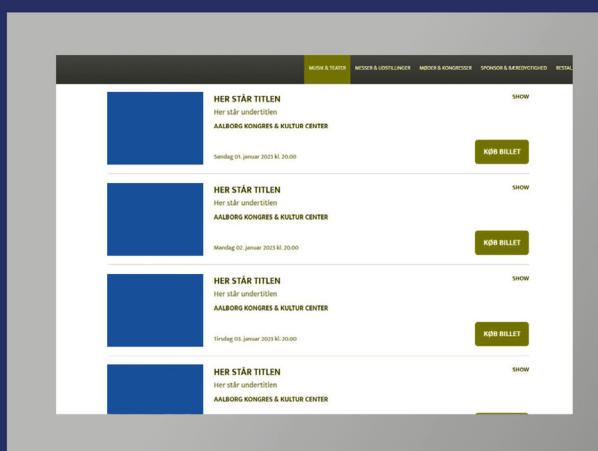 MUSIK & TEATER MESSER & UDSTILLINGER MØDER & KONGRESSER SPONSOR & BÆREDYGTIGHED RESTAU
HER STÅR TITLEN SHOW
Her står undertitlen
AALBORG KONGRES & KULTUR CENTER
KØB BILLET
Søndag 01. januar 2023 kl. 20.00
HER STÅR TITLEN SHOW
Her står undertitlen
AALBORG KONGRES & KULTUR CENTER
KØB BILLET
Mandag 02. januar 2023 kl. 20.00
HER STÅR TITLEN SHOW
Her står undertitlen
AALBORG KONGRES & KULTUR CENTER
KØB BILLET
Tirsdag 03. januar 2023 kl. 20.00
HER STÅR TITLEN SHOW
Her står undertitlen
AALBORG KONGRES & KULTUR CENTER